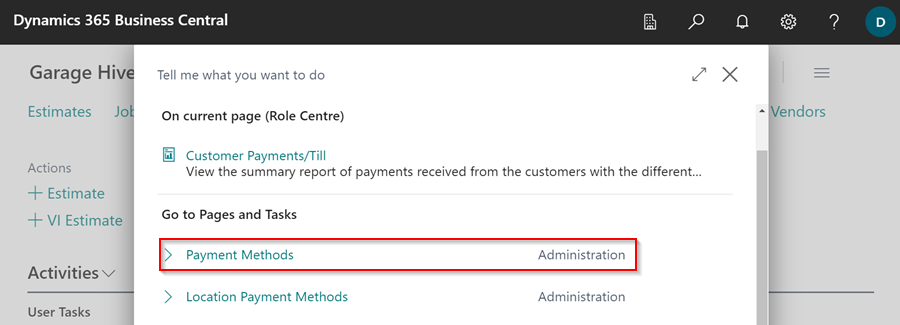 Dynamics 365 Business Central
?
D
Garage Hive
Tell me what you want to do
Estimates
On current page (Role Centre)
Vendors
Customer Payments/Till
View the summary report of payments received from the customers with the different...
Actions
+ Estimate
+ VI Estimate
Go to Pages and Tasks
Payment Methods Administration
Activities
Location Payment Methods Administration
User Tasks